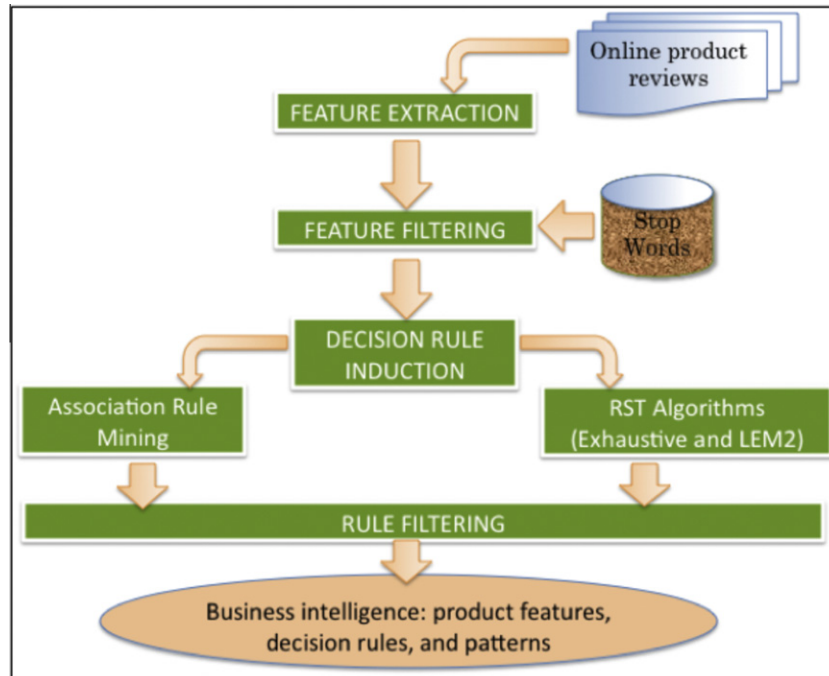 Online product
reviews
FEATURE EXTRACTION
FEATURE FILTERING
Stop
Words
DECISION RULE
INDUCTION
Association Rule
Mining
RST Algorithms
(Exhaustive and LEM2)
RULE FILTERING
Business intelligence: product features,
decision rules, and patterns